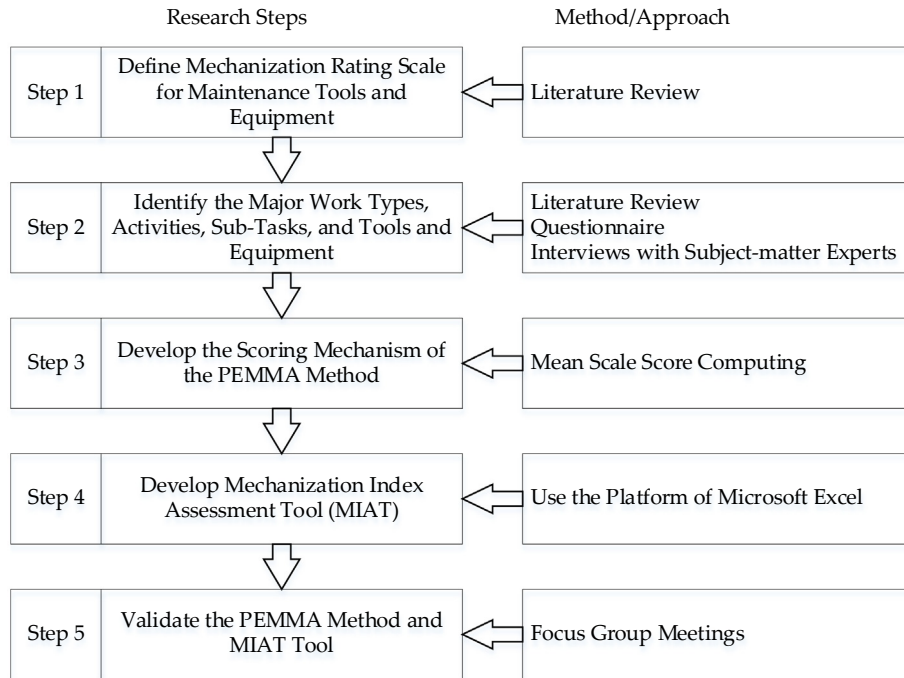 Research Steps
Method/Approach
Step 1
Define Mechanization Rating Scale
for Maintenance Tools and
Equipment
Literature Review
Step 2
Identify the Major Work Types,
Activities, Sub-Tasks, and Tools and
Equipment
Literature Review
Questionnaire
Interviews with Subject-matter Experts
Step 3
Develop the Scoring Mechanism of
the PEMMA Method
Mean Scale Score Computing
Step 4
Develop Mechanization Index
Assessment Tool (MIAT)
Use the Platform of Microsoft Excel
Step 5
Validate the PEMMA Method and
MIAT Tool
Focus Group Meetings